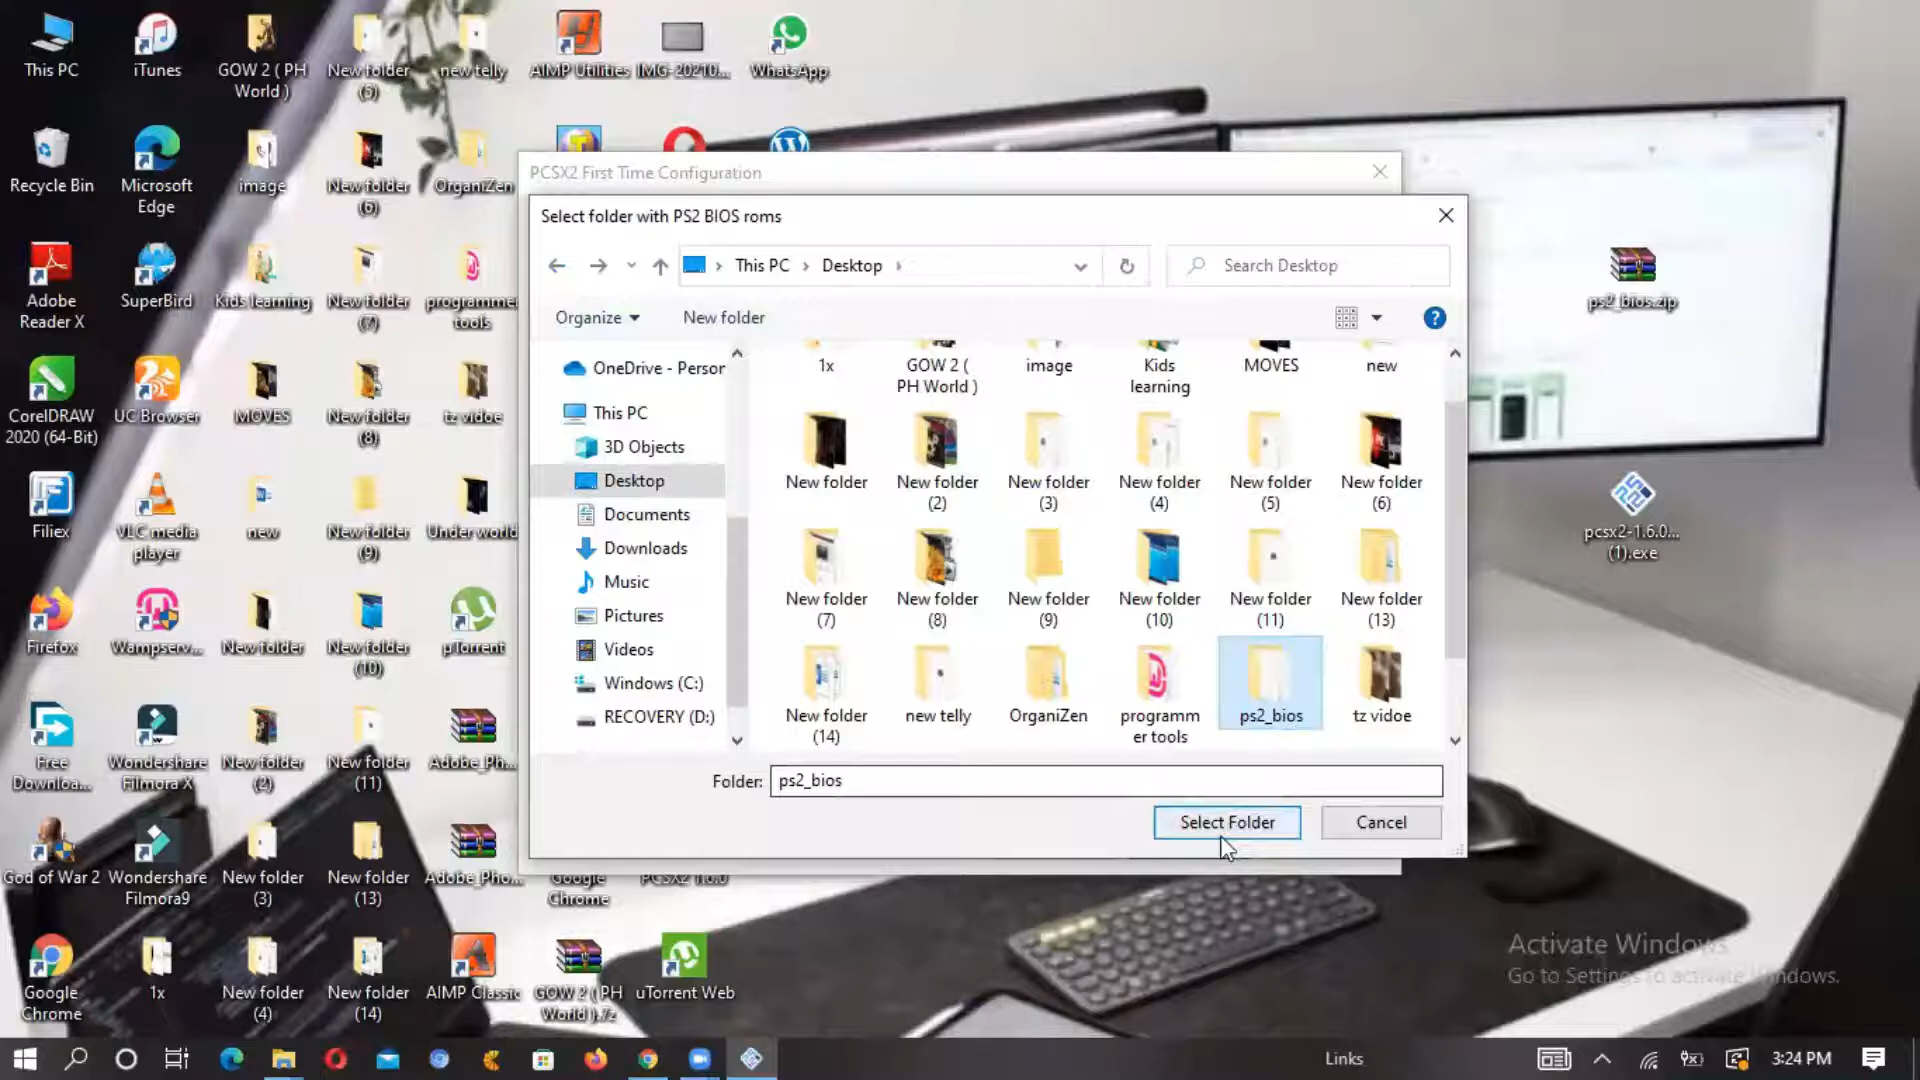 This PC
iTunes
GOW 2 ( PH
World )
New folder
(5)
new telly
AIMP Utilities
IMG-20210...
WhatsApp
Recycle Bin
Microsoft
Edge
image
New folder
(6)
OrganiZen
Adobe
Reader X
SuperBird
Kids learning
New folder
(7)
programmer
tools
CorelDRAW
2020 (64-Bit)
UC Browser
MOVES
New folder
(8)
tz vidoe
Filiex
VLC media
player
new
New folder
(9)
Under world
Firefox
Wampserv...
New folder
New folder
(10)
µTorrent
Free
Downloa...
Wondershare
Filmora X
New folder
(2)
New folder
(11)
Adobe_Ph...
God of War 2
Wondershare
Filmora9
New folder
(3)
New folder
(13)
Adobe_Pho...
Google
Chrome
PCSX2 1.6.0
Google
Chrome
1x
New folder
(4)
New folder
(14)
AIMP Classic
GOW 2 ( PH
World ).7z
uTorrent Web
ps2_bios.zip
pcsx2-1.6.0...
(1).exe
PCSX2 First Time Configuration
Select folder with PS2 BIOS roms
This PC
Desktop
Search Desktop
Organize
New folder
OneDrive - Person
This PC
3D Objects
Desktop
Documents
Downloads
Music
Pictures
Videos
Windows (C:)
RECOVERY (D:)
1x
GOW 2 (
PH World )
image
Kids
learning
MOVES
new
New folder
New folder
(2)
New folder
(3)
New folder
(4)
New folder
(5)
New folder
(6)
New folder
(7)
New folder
(8)
New folder
(9)
New folder
(10)
New folder
(11)
New folder
(13)
New folder
(14)
new telly
OrganiZen
programm
er tools
ps2_bios
tz vidoe
Folder:
ps2_bios
Select Folder
Cancel
Activate Windows
Go to Settings to activate Windows.
Links
3:24 PM